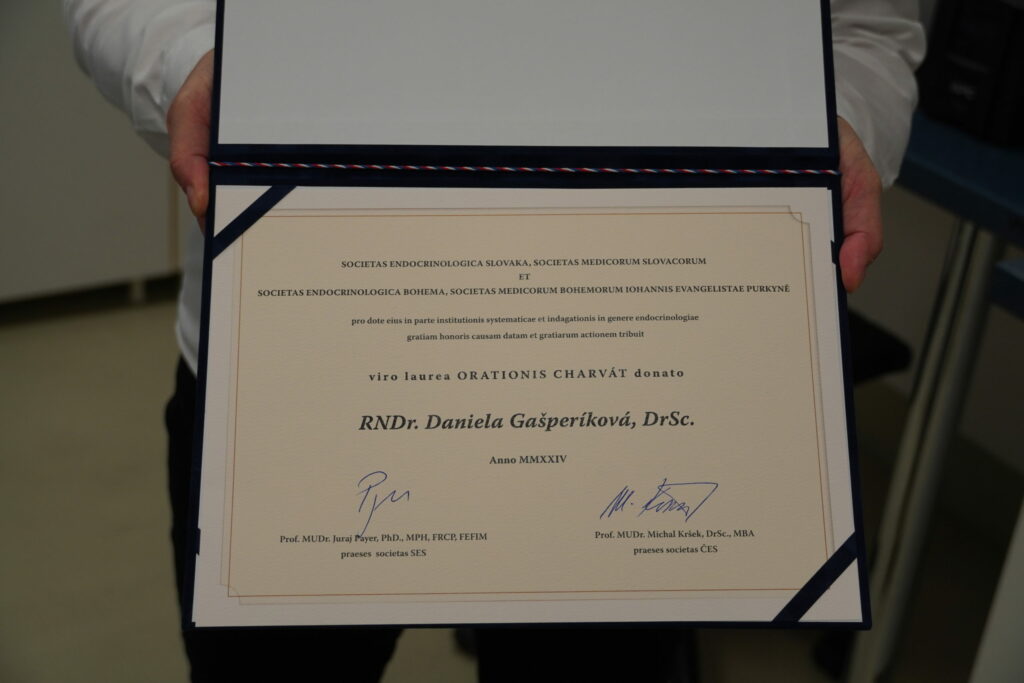 SOCIETAS ENDOCRINOLOGICA SLOVAKA, SOCIETAS MEDICORUM SLOVACORUM
ET
SOCIETAS ENDOCRINOLOGICA BOHEMA, SOCIETAS MEDICORUM BOHEMORUM IOHANNIS EVANGELISTAE PURKYNĚ
pro dote eius in parte institutionis systematicae et indagationis in genere endocrinologiae
gratiam honoris causam datam et gratiarum actionem tribuit
viro laurea ORATIONIS CHARVÁT donato
RNDr. Daniela Gašperíková, DrSc.
Anno MMXXIV
Prof. MUDr. Juraj Payer, PhD., MPH, FRCP, FEFIM
praeses societas SES
Prof. MUDr. Michal Kršek, DrSc., MBA
praeses societas ČES